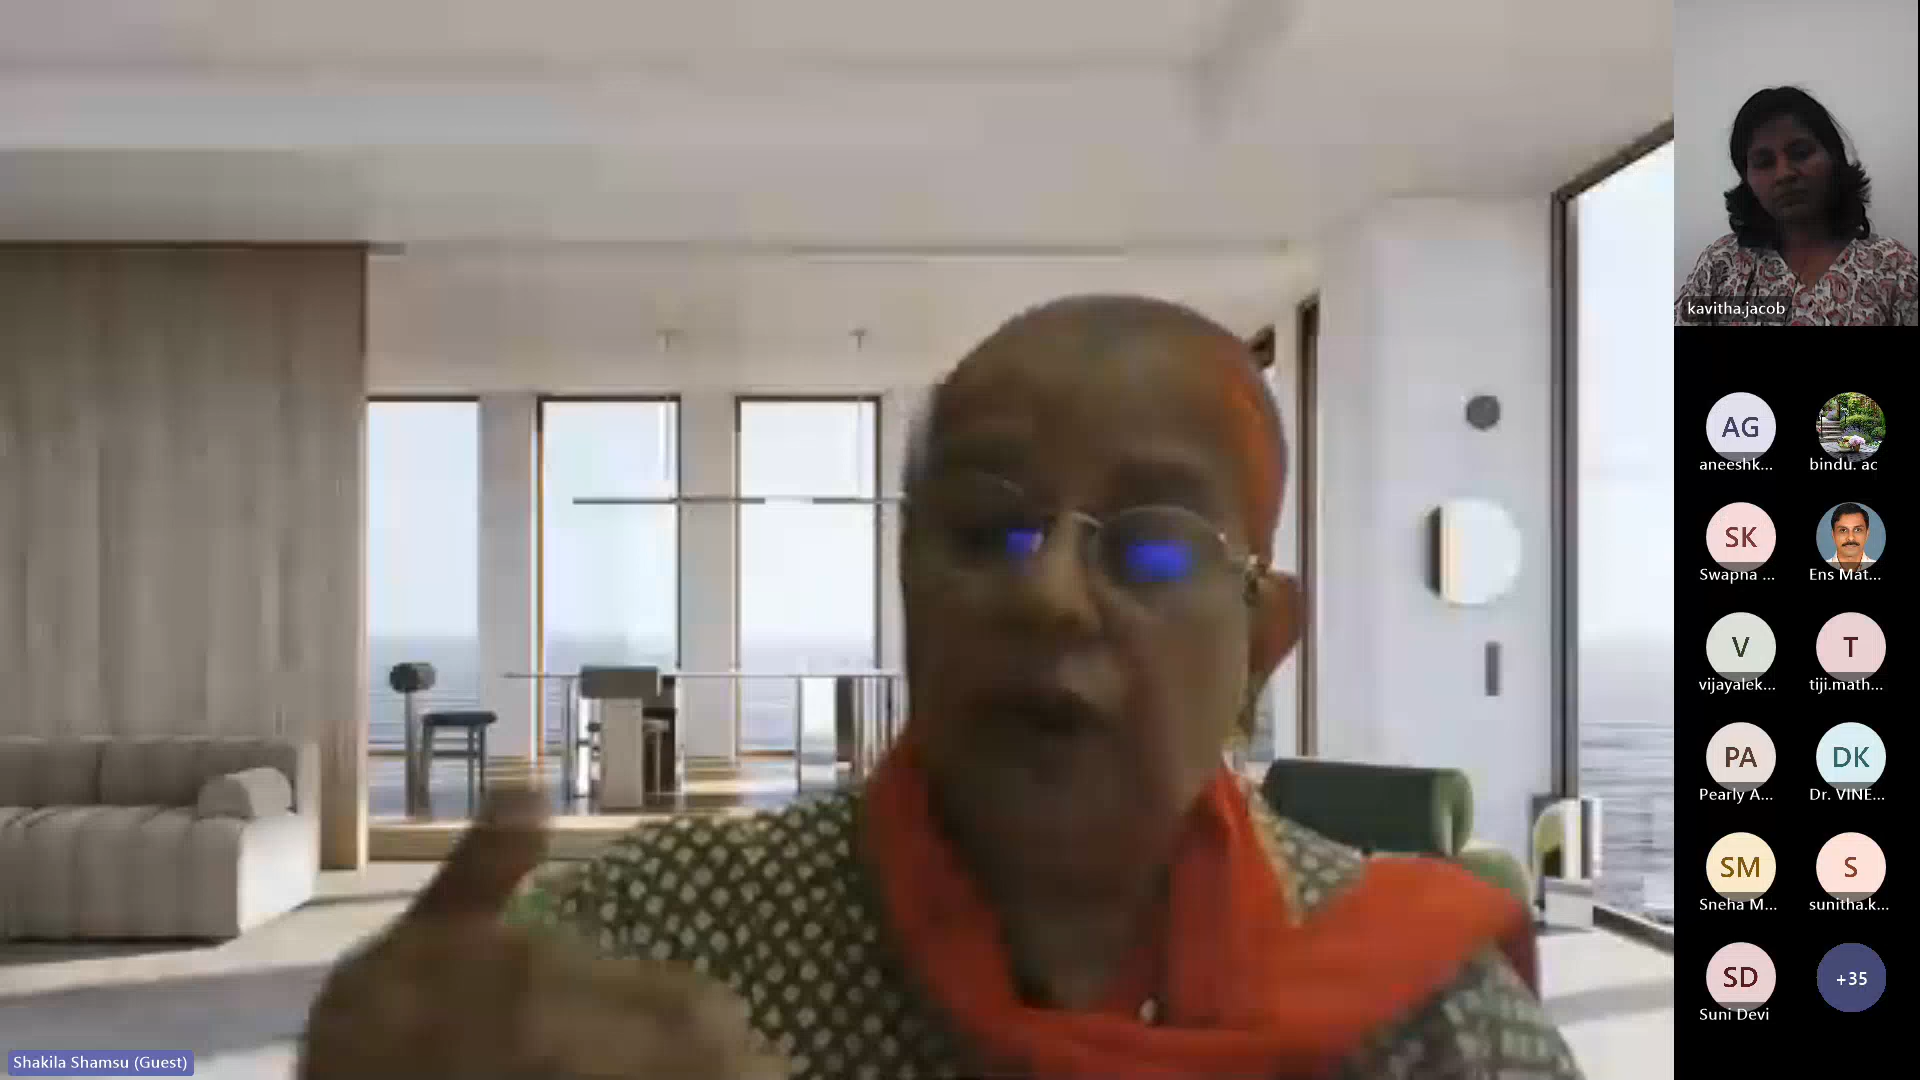 kavitha.jacob
AG
aneeshk...
bindu. ac
SK
Swapna ...
Ens Mat...
V
vijayalek...
T
tiji.math...
PA
Pearly A...
DK
Dr. VINE...
SM
Sneha M...
S
sunitha.k...
SD
Suni Devi
+35
Shakila Shamsu (Guest)